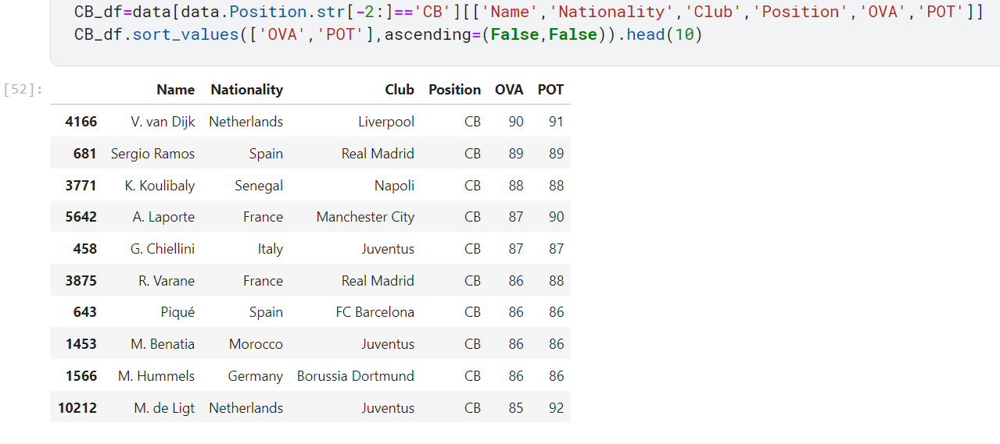 CB_df=data[data.Position.str[-2:]=='CB'][['Name','Nationality','Club','Position','OVA','POT']]
CB_df.sort_values(['OVA','POT'],ascending=(False,False)).head(10)
[52]:
Name Nationality Club Position OVA POT
4166 V. van Dijk Netherlands Liverpool CB 90 91
681 Sergio Ramos Spain Real Madrid CB 89 89
3771 K. Koulibaly Senegal Napoli CB 88 88
5642 A. Laporte France Manchester City CB 87 90
458 G. Chiellini Italy Juventus CB 87 87
3875 R. Varane France Real Madrid CB 86 88
643 Piqué Spain FC Barcelona CB 86 86
1453 M. Benatia Morocco Juventus CB 86 86
1566 M. Hummels Germany Borussia Dortmund CB 86 86
10212 M. de Ligt Netherlands Juventus CB 85 92